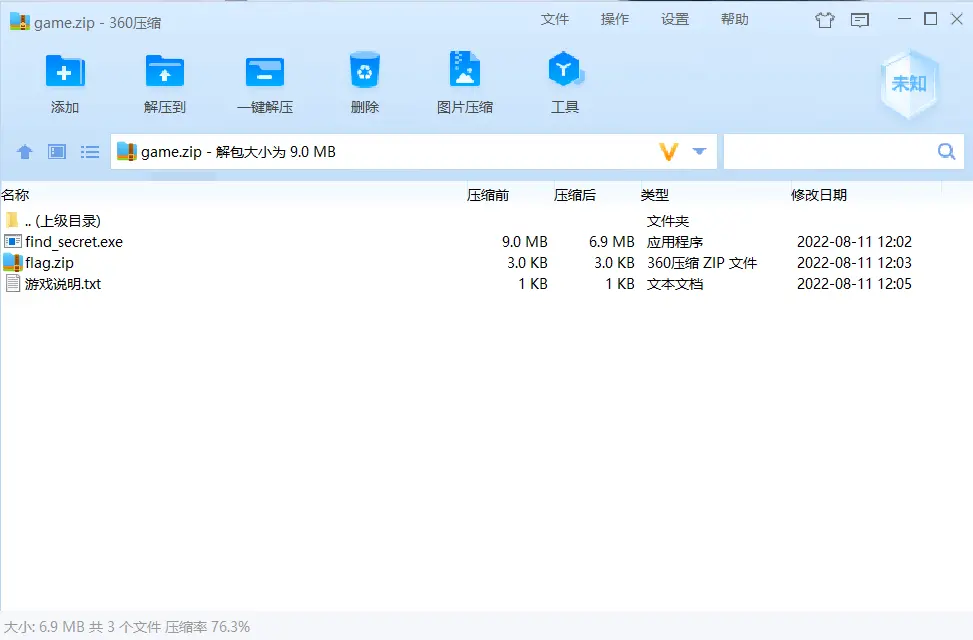 game.zip - 360压缩 文件 操作 设置 帮助
添加 解压到 一键解压 删除 图片压缩 工具 未知
game.zip - 解包大小为 9.0 MB
名称 压缩前 压缩后 类型 修改日期
.. (上级目录) 文件夹
find_secret.exe 9.0 MB 6.9 MB 应用程序 2022-08-11 12:02
flag.zip 3.0 KB 3.0 KB 360压缩 ZIP 文件 2022-08-11 12:03
游戏说明.txt 1 KB 1 KB 文本文档 2022-08-11 12:05
大小: 6.9 MB 共 3 个文件 压缩率 76.3%